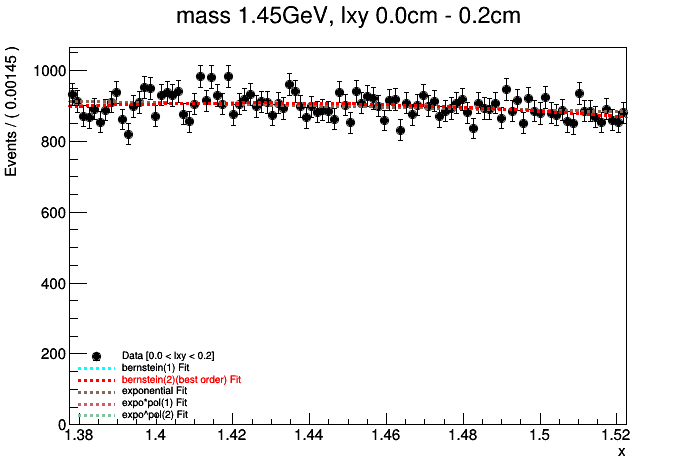 mass 1.45GeV, lxy 0.0cm - 0.2cm
Events / ( 0.00145 )
1000
800
600
400
200
0
Data [0.0 < lxy < 0.2]
bernstein(1) Fit
bernstein(2)(best order) Fit
exponential Fit
expo*pol(1) Fit
expo*pol(2) Fit
1.38 1.4 1.42 1.44 1.46 1.48 1.5 1.52
x